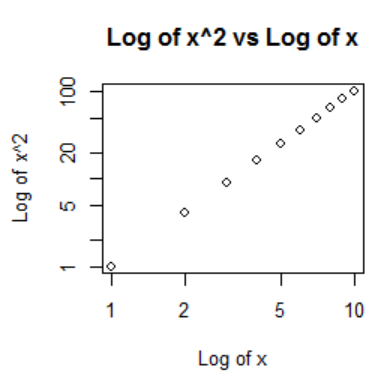 Log of x^2 vs Log of x
Log of x^2
100
20
5
1
1 2 5 10
Log of x